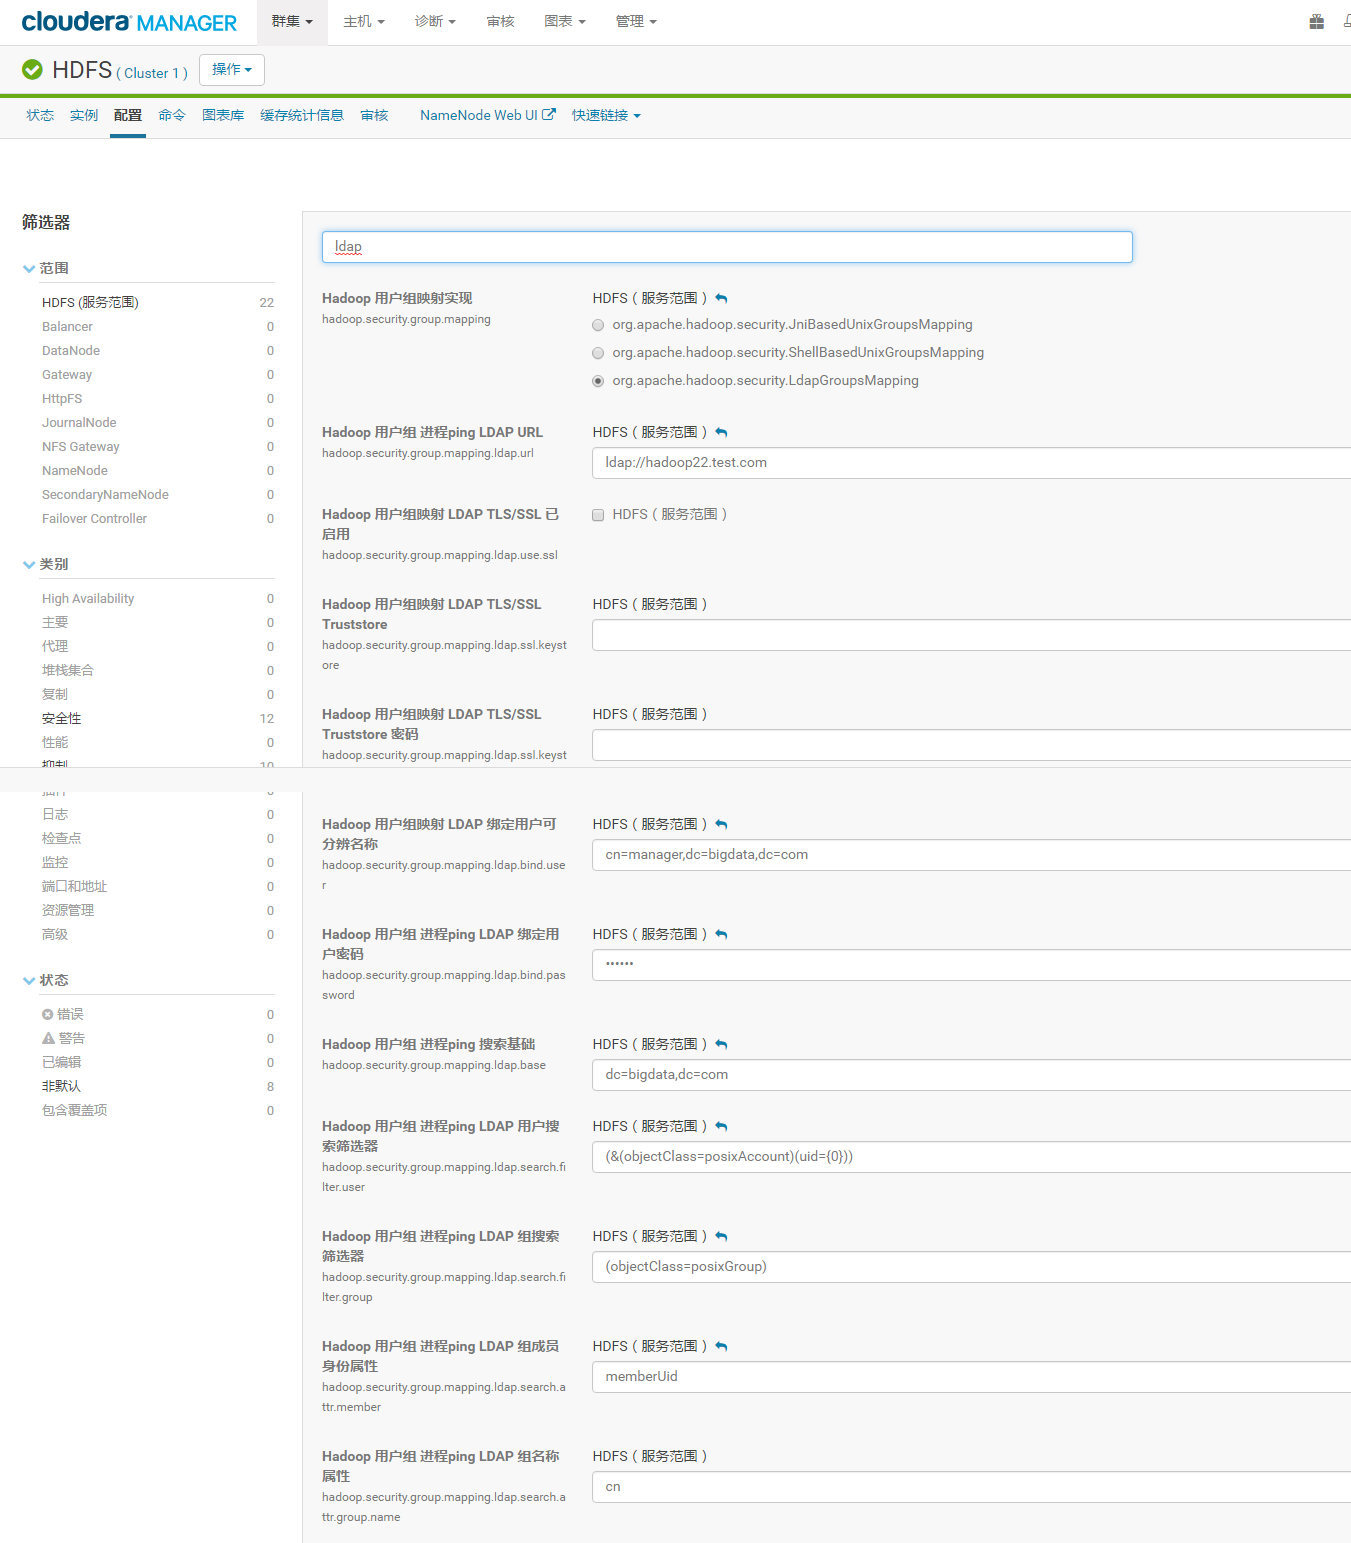 cloudera MANAGER 群集 主机 诊断 审核 图表 管理
HDFS ( Cluster 1 ) 操作
状态 实例 配置 命令 图表库 缓存统计信息 审核 NameNode Web UI 快速链接
筛选器
范围
HDFS (服务范围) 22
Balancer 0
DataNode 0
Gateway 0
HttpFS 0
JournalNode 0
NFS Gateway 0
NameNode 0
SecondaryNameNode 0
Failover Controller 0
类别
High Availability 0
主要 0
代理 0
堆栈集合 0
复制 0
安全性 12
性能 0
抑制 10
日志 0
检查点 0
监控 0
端口和地址 0
资源管理 0
高级 0
状态
错误 0
警告 0
已编辑 0
非默认 8
包含覆盖项 0
ldap
Hadoop 用户组映射实现
hadoop.security.group.mapping
HDFS ( 服务范围 )
org.apache.hadoop.security.JniBasedUnixGroupsMapping
org.apache.hadoop.security.ShellBasedUnixGroupsMapping
org.apache.hadoop.security.LdapGroupsMapping
Hadoop 用户组 进程ping LDAP URL
hadoop.security.group.mapping.ldap.url
HDFS ( 服务范围 )
ldap://hadoop22.test.com
Hadoop 用户组映射 LDAP TLS/SSL 已
启用
hadoop.security.group.mapping.ldap.use.ssl
HDFS ( 服务范围 )
Hadoop 用户组映射 LDAP TLS/SSL
Truststore
hadoop.security.group.mapping.ldap.ssl.keyst
ore
HDFS ( 服务范围 )
Hadoop 用户组映射 LDAP TLS/SSL
Truststore 密码
hadoop.security.group.mapping.ldap.ssl.keyst
HDFS ( 服务范围 )
Hadoop 用户组映射 LDAP 绑定用户可
分辨名称
hadoop.security.group.mapping.ldap.bind.use
r
HDFS ( 服务范围 )
cn=manager,dc=bigdata,dc=com
Hadoop 用户组 进程ping LDAP 绑定用
户密码
hadoop.security.group.mapping.ldap.bind.pas
sword
HDFS ( 服务范围 )
••••••
Hadoop 用户组 进程ping 搜索基础
hadoop.security.group.mapping.ldap.base
HDFS ( 服务范围 )
dc=bigdata,dc=com
Hadoop 用户组 进程ping LDAP 用户搜
索筛选器
hadoop.security.group.mapping.ldap.search.fi
lter.user
HDFS ( 服务范围 )
(&(objectClass=posixAccount)(uid={0}))
Hadoop 用户组 进程ping LDAP 组搜索
筛选器
hadoop.security.group.mapping.ldap.search.fi
lter.group
HDFS ( 服务范围 )
(objectClass=posixGroup)
Hadoop 用户组 进程ping LDAP 组成员
身份属性
hadoop.security.group.mapping.ldap.search.a
ttr.member
HDFS ( 服务范围 )
memberUid
Hadoop 用户组 进程ping LDAP 组名称
属性
hadoop.security.group.mapping.ldap.search.a
ttr.group.name
HDFS ( 服务范围 )
cn